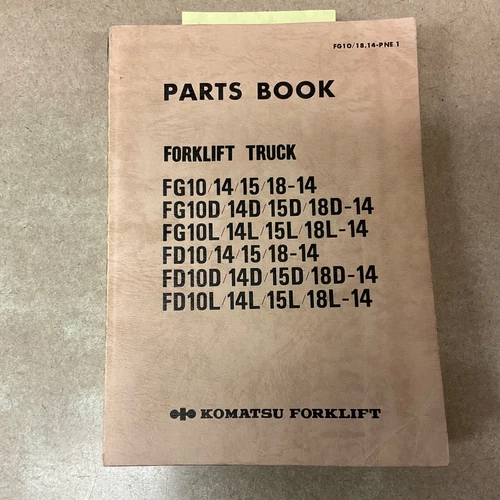 FG10/18,14-PNE 1
PARTS BOOK
FORKLIFT TRUCK
FG10/14/15/18-14
FG10D/14D/15D/18D-14
FG10L/14L/15L/18L-14
FD10/14/15/18-14
FD10D/14D/15D/18D-14
FD10L/14L/15L/18L-14
KOMATSU FORKLIFT